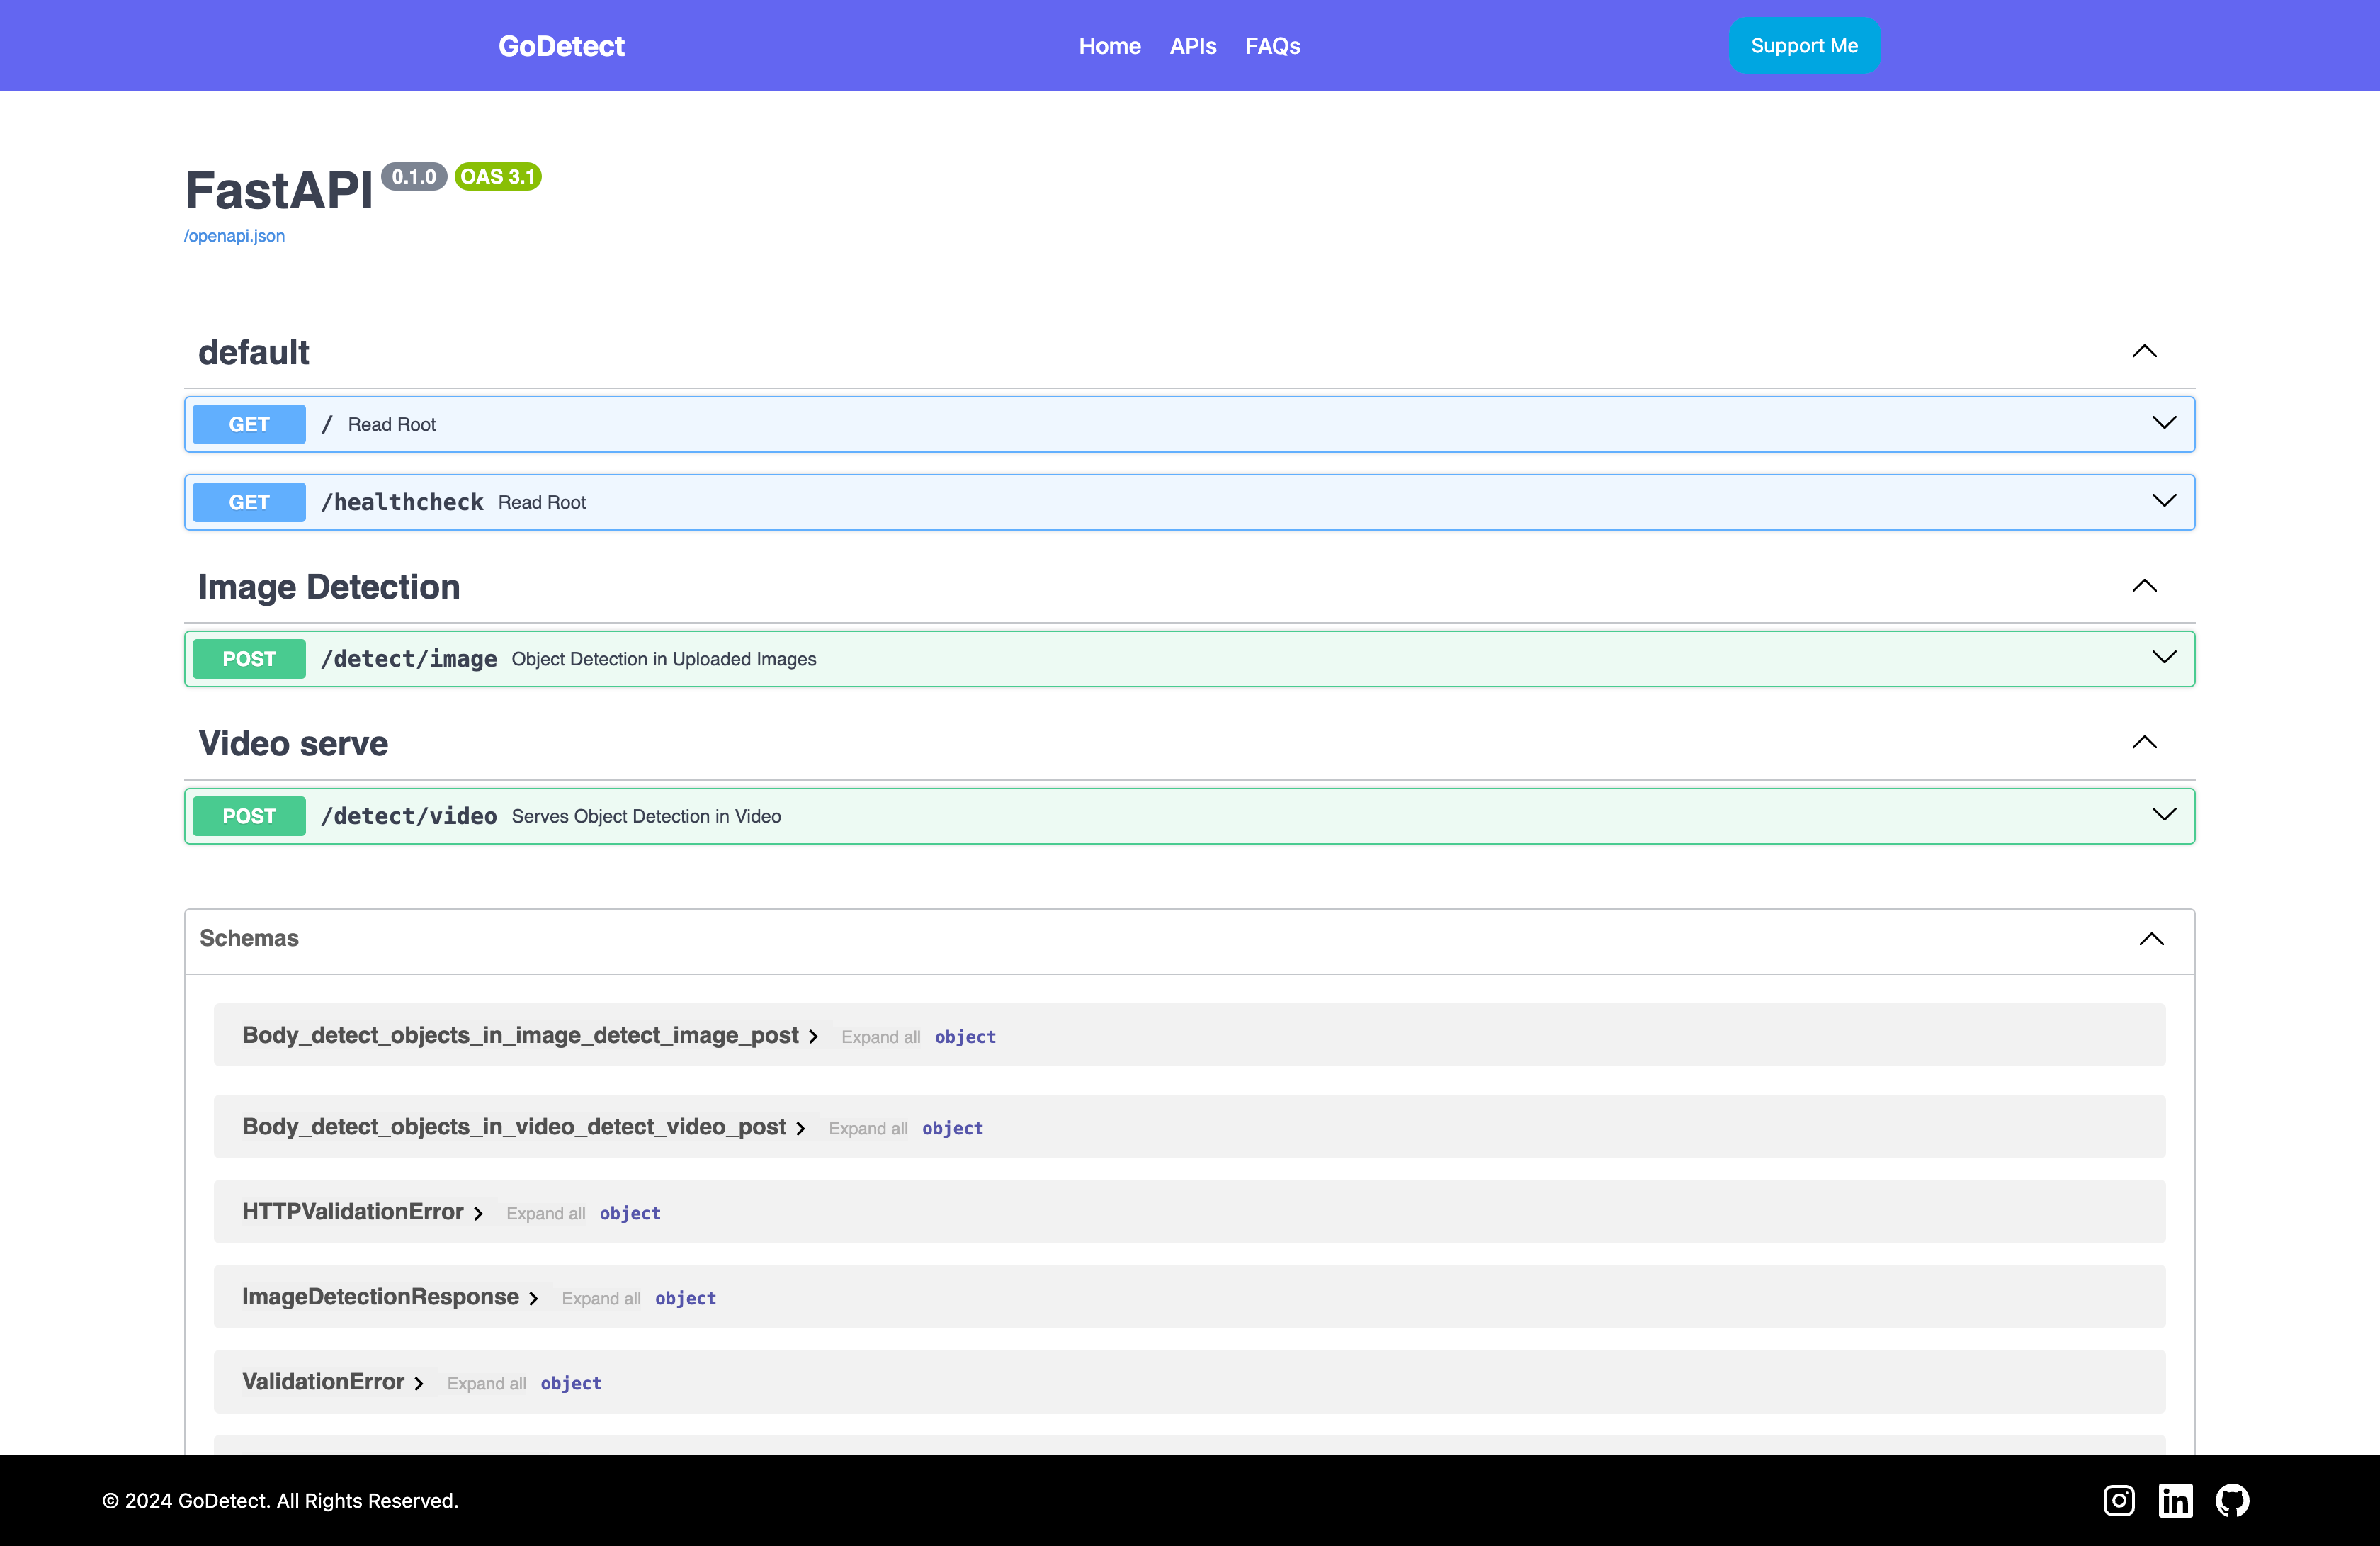 GoDetect
Home APIs FAQs
Support Me
FastAPI 0.1.0 OAS 3.1
/openapi.json
default
GET / Read Root
GET /healthcheck Read Root
Image Detection
POST /detect/image Object Detection in Uploaded Images
Video serve
POST /detect/video Serves Object Detection in Video
Schemas
Body_detect_objects_in_image_detect_image_post Expand all object
Body_detect_objects_in_video_detect_video_post Expand all object
HTTPValidationError Expand all object
ImageDetectionResponse Expand all object
ValidationError Expand all object
© 2024 GoDetect. All Rights Reserved.